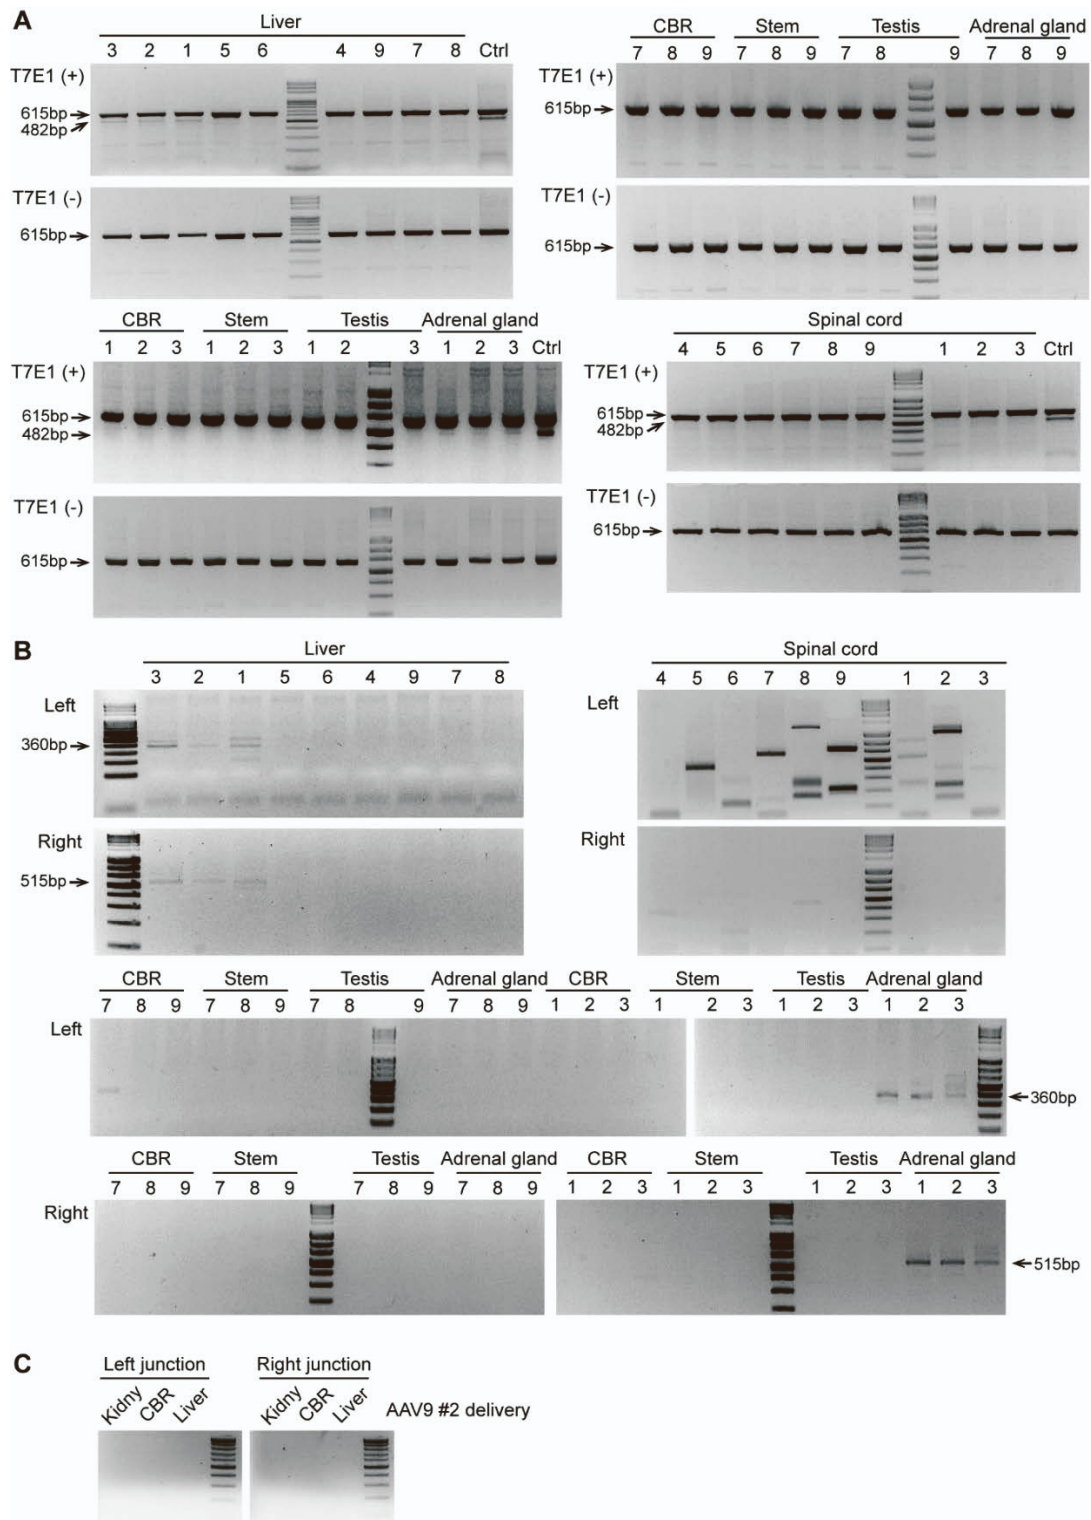 A
Liver
3 2 1 5 6 4 9 7 8 Ctrl
T7E1 (+)
615bp
482bp
T7E1 (-)
615bp
CBR Stem Testis Adrenal gland
7 8 9 7 8 9 7 8 9 7 8 9
T7E1 (+)
615bp
T7E1 (-)
615bp
CBR Stem Testis Adrenal gland
1 2 3 1 2 3 1 2 3 1 2 3 Ctrl
T7E1 (+)
615bp
482bp
T7E1 (-)
615bp
Spinal cord
4 5 6 7 8 9 1 2 3 Ctrl
T7E1 (+)
615bp
482bp
T7E1 (-)
615bp
B
Liver
3 2 1 5 6 4 9 7 8
Left
360bp
Right
515bp
Spinal cord
4 5 6 7 8 9 1 2 3
Left
Right
CBR Stem Testis Adrenal gland CBR Stem Testis Adrenal gland
7 8 9 7 8 9 7 8 9 7 8 9 1 2 3 1 2 3 1 2 3 1 2 3
Left
360bp
CBR Stem Testis Adrenal gland CBR Stem Testis Adrenal gland
7 8 9 7 8 9 7 8 9 7 8 9 1 2 3 1 2 3 1 2 3 1 2 3
Right
515bp
C
Left junction Right junction
Kidny CBR Liver Kidny CBR Liver
AAV9 #2 delivery